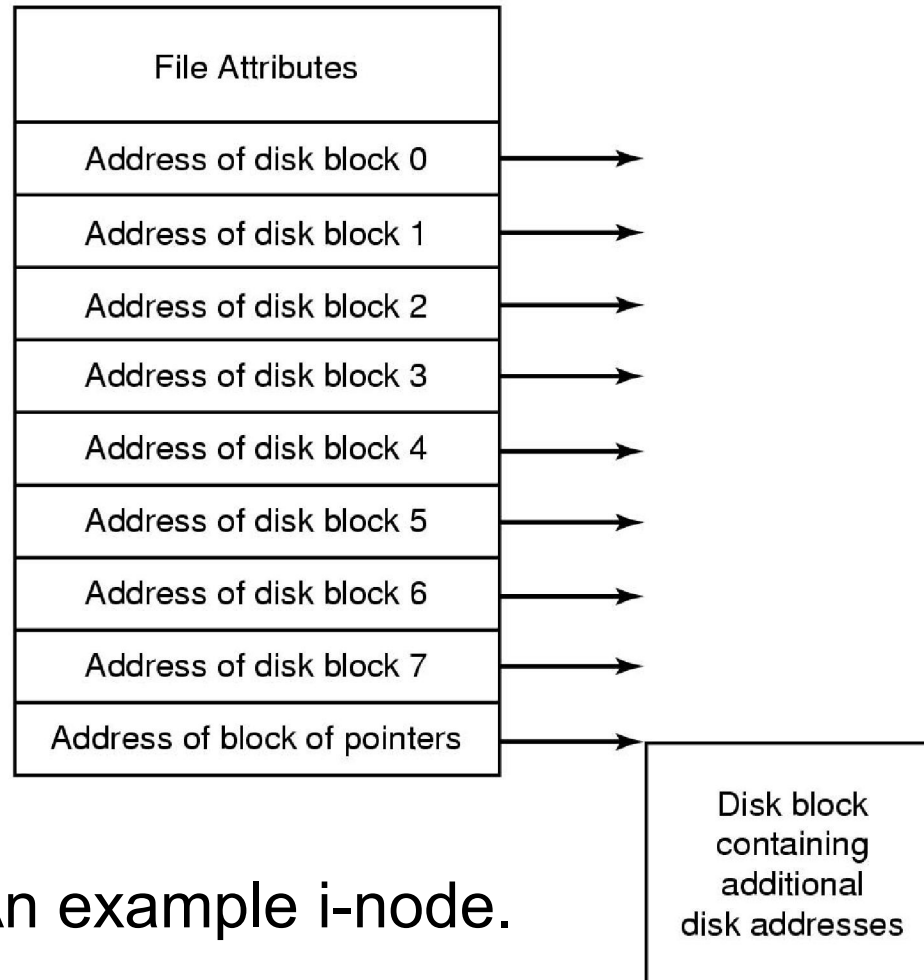 File Attributes
Address of disk block 0
Address of disk block 1
Address of disk block 2
Address of disk block 3
Address of disk block 4
Address of disk block 5
Address of disk block 6
Address of disk block 7
Address of block of pointers
Disk block
containing
additional
disk addresses
An example i-node.